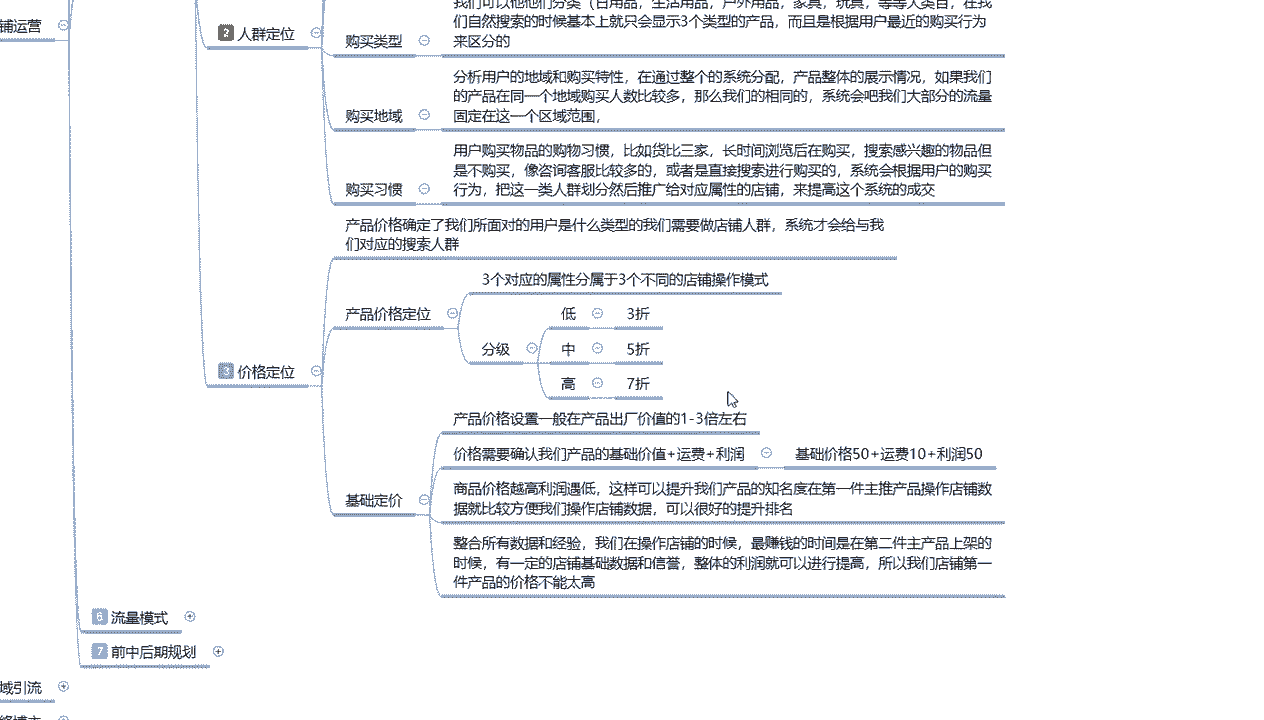 我们可以把他们分类（日用品，生活用品，户外用品，家具，玩具，等等大类目，在我
们自然搜索的时候基本上就只会显示3个类型的产品，而且是根据用户最近的购买行为
来区分的
铺运营
2 人群定位
购买类型
分析用户的地域和购买特性，在通过整个的系统分配，产品整体的展示情况，如果我们
的产品在同一个地域购买人数比较多，那么我们的相同的，系统会吧我们大部分的流量
固定在这一个区域范围，
购买地域
用户购买物品的购物习惯，比如货比三家，长时间浏览后在购买，搜索感兴趣的物品但
是不购买，像咨询客服比较多的，或者是直接搜索进行购买的，系统会根据用户的购买
行为，把这一类人群划分然后推广给对应属性的店铺，来提高这个系统的成交
购买习惯
产品价格确定了我们所面对的用户是什么类型的我们需要做店铺人群，系统才会给与我
们对应的搜索人群
3个对应的属性分属于3个不同的店铺操作模式
产品价格定位
低 3折
分级
中 5折
高 7折
3 价格定位
产品价格设置一般在产品出厂价值的1-3倍左右
价格需要确认我们产品的基础价值+运费+利润
基础价格50+运费10+利润50
商品价格越高利润遇低，这样可以提升我们产品的知名度在第一件主推产品操作店铺数
据就比较方便我们操作店铺数据，可以很好的提升排名
基础定价
整合所有数据和经验，我们在操作店铺的时候，最赚钱的时间是在第二件主产品上架的
时候，有一定的店铺基础数据和信誉，整体的利润就可以进行提高，所以我们店铺第一
件产品的价格不能太高
6 流量模式
7 前中后期规划
域引流